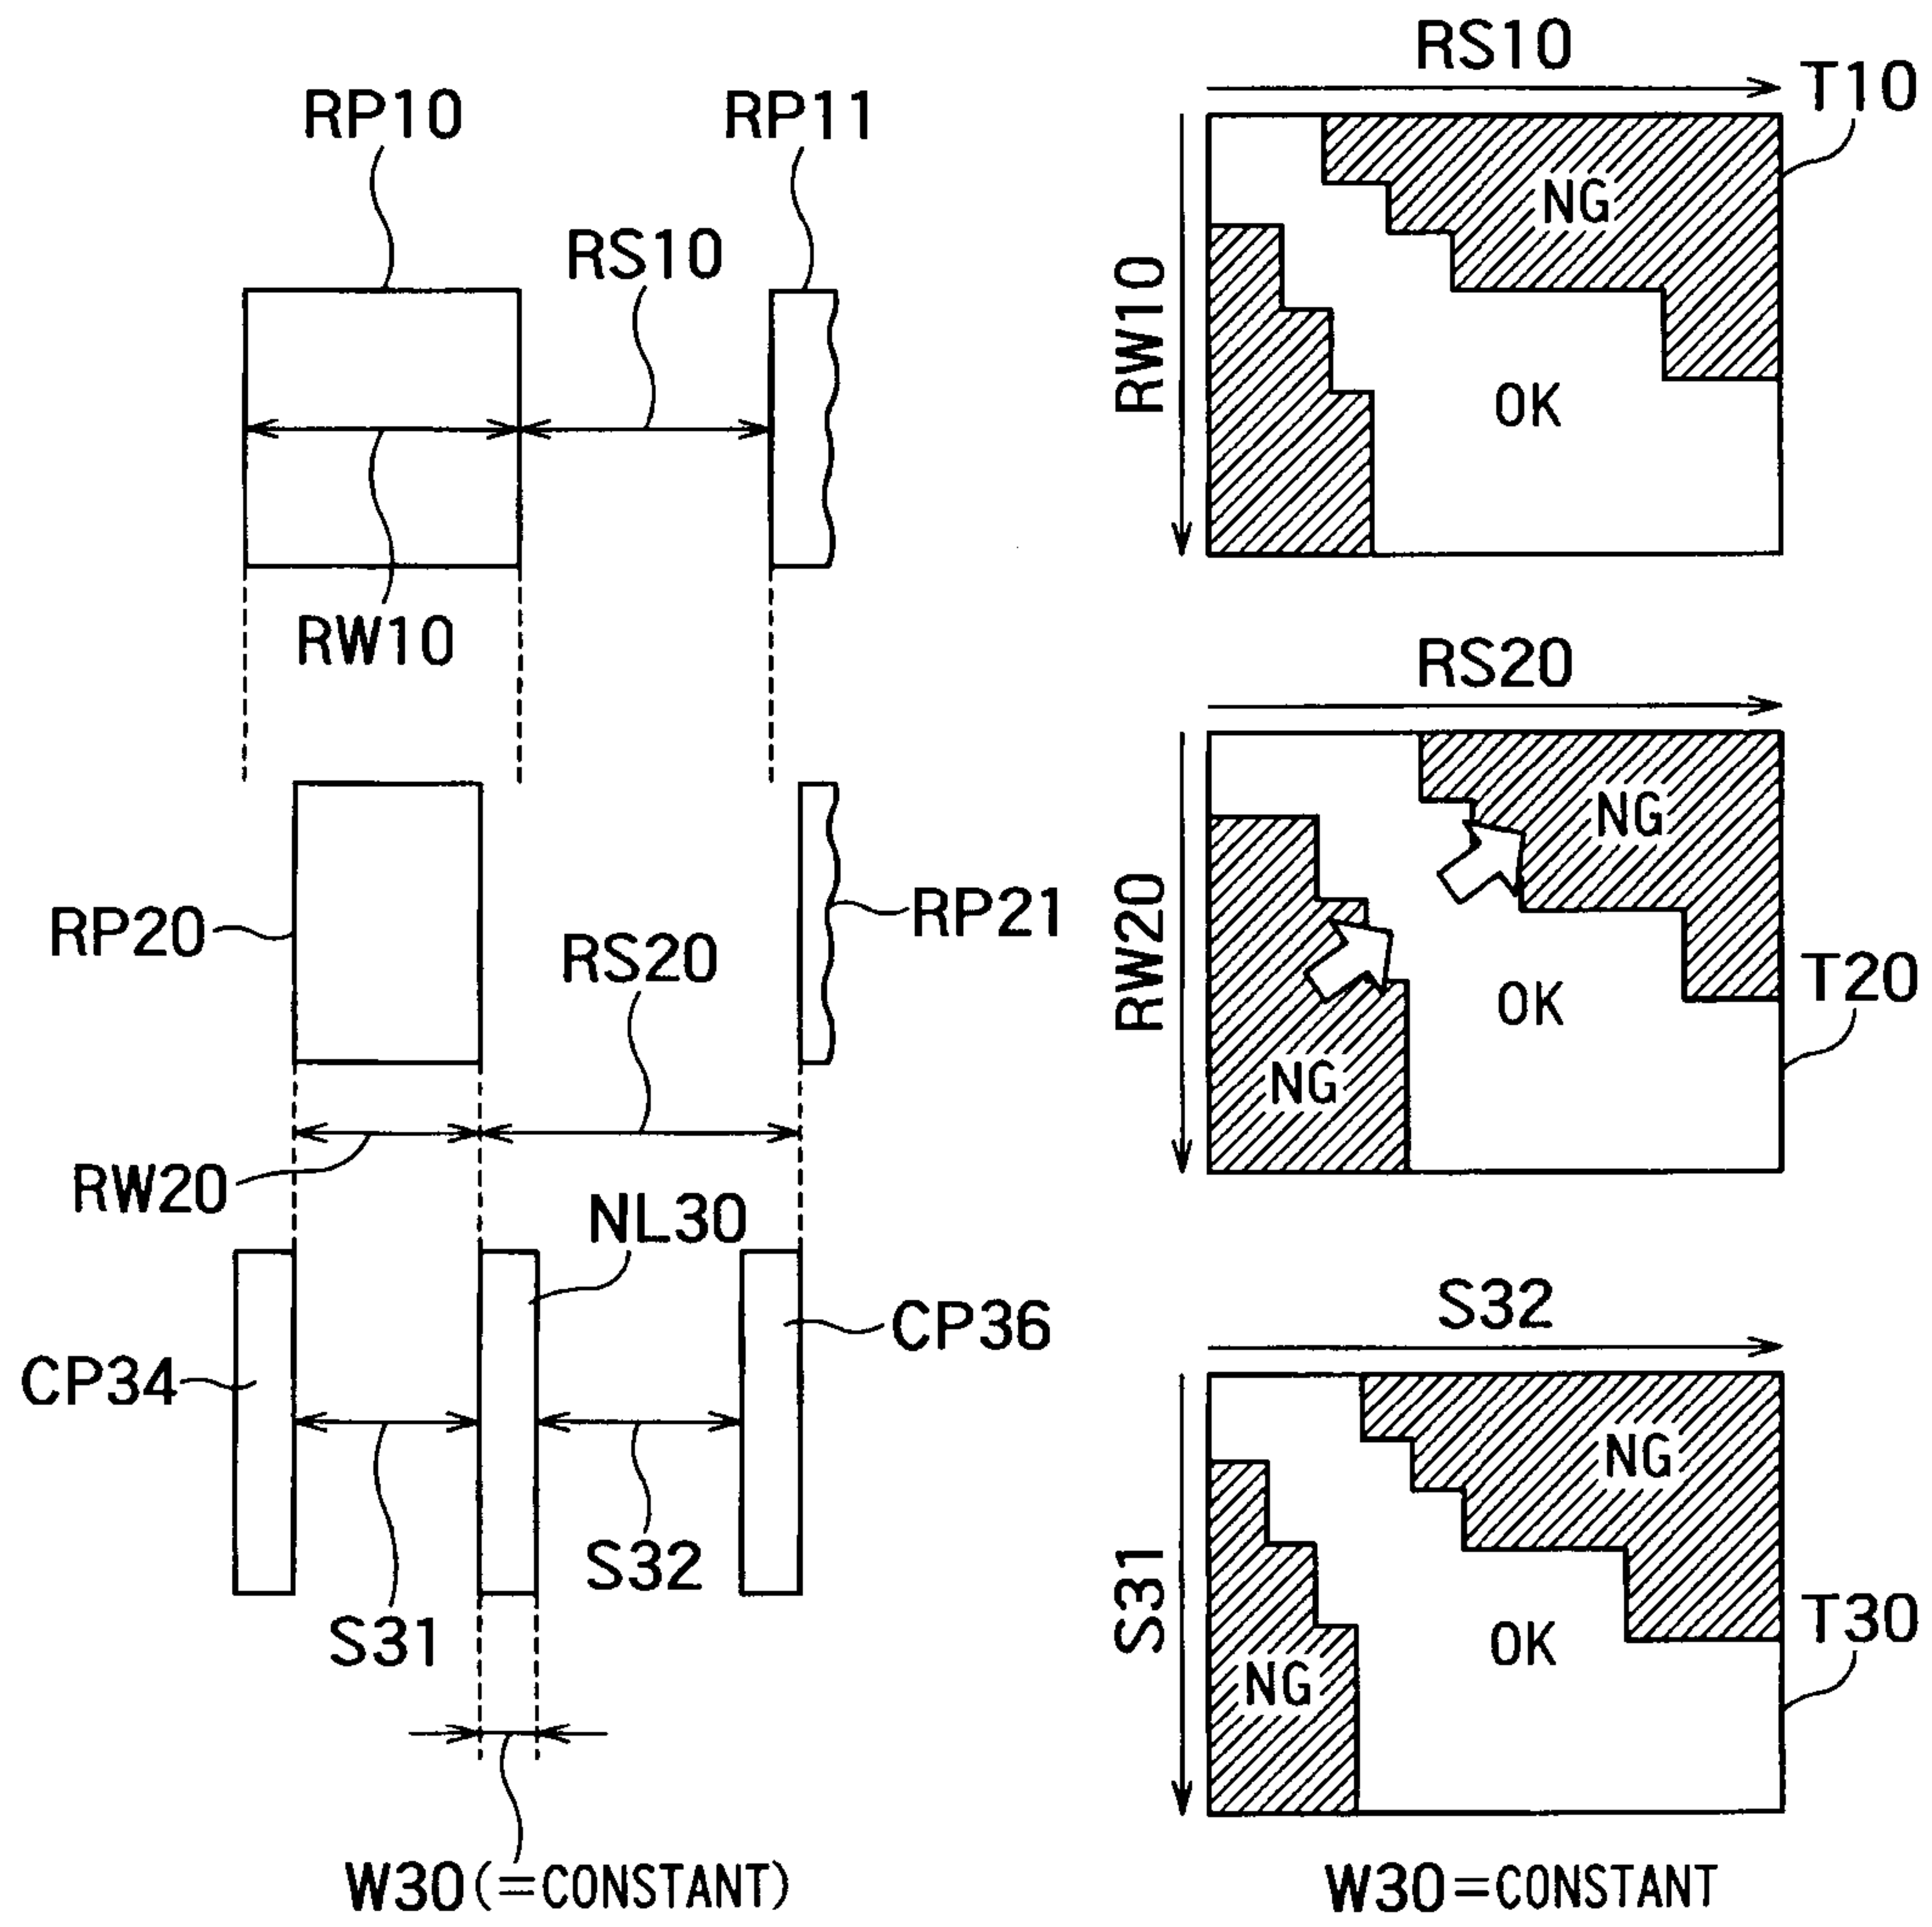 RP10
RP11
RS10
RW10
RP20
RP21
RS20
RW20
NL30
CP36
CP34
S32
S31
W30(=CONSTANT)
RS10
T10
RW10
NG
OK
RS20
T20
RW20
NG
OK
NG
S32
T30
S31
NG
OK
NG
W30=CONSTANT